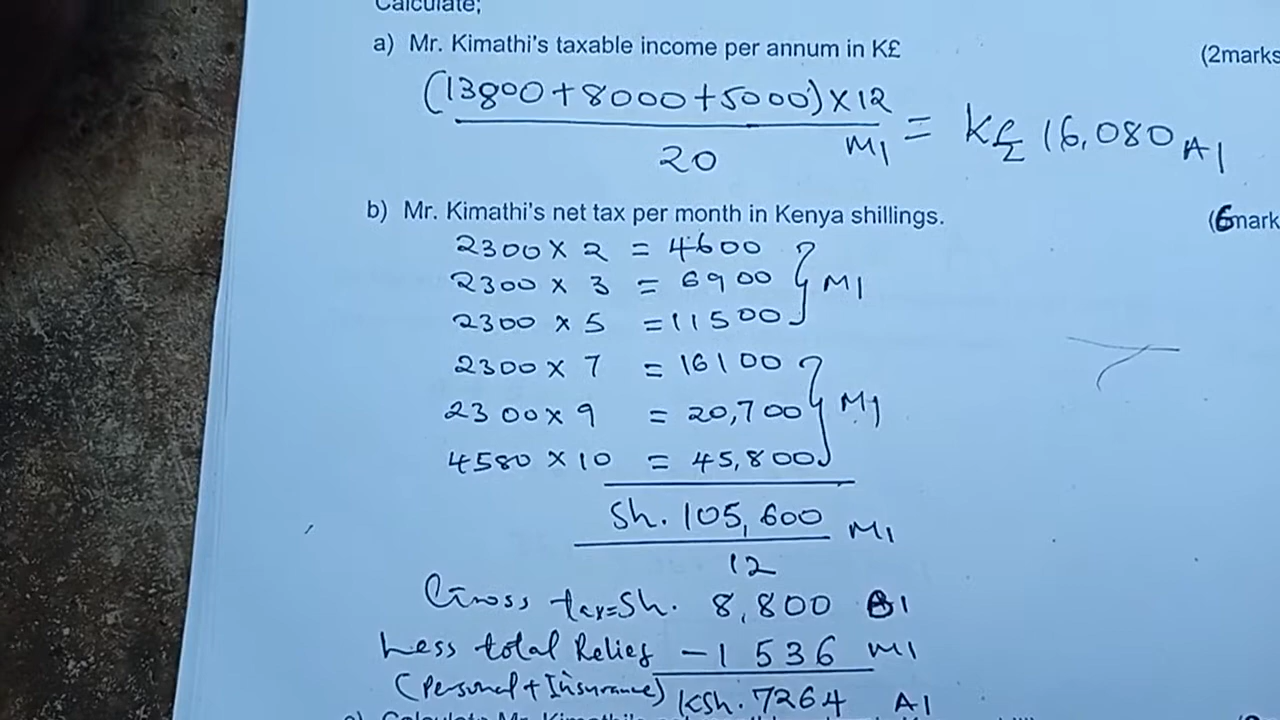 Calculate;
a) Mr. Kimathi's taxable income per annum in K£ (2marks
(13800+8000+5000)×12
= K£ 16,080 A1
20 M1
b) Mr. Kimathi's net tax per month in Kenya shillings. (6mark
2300 × 2 = 4600
2300 × 3 = 6900 M1
2300 × 5 = 11500
2300 × 7 = 16100
2300 × 9 = 20,700 M1
4580 × 10 = 45,800
Sh. 105,600 M1
12
Gross tax=Sh. 8,800 A1
Less total Relief −1 536 M1
(Personal + Insurance) Ksh. 7264 A1